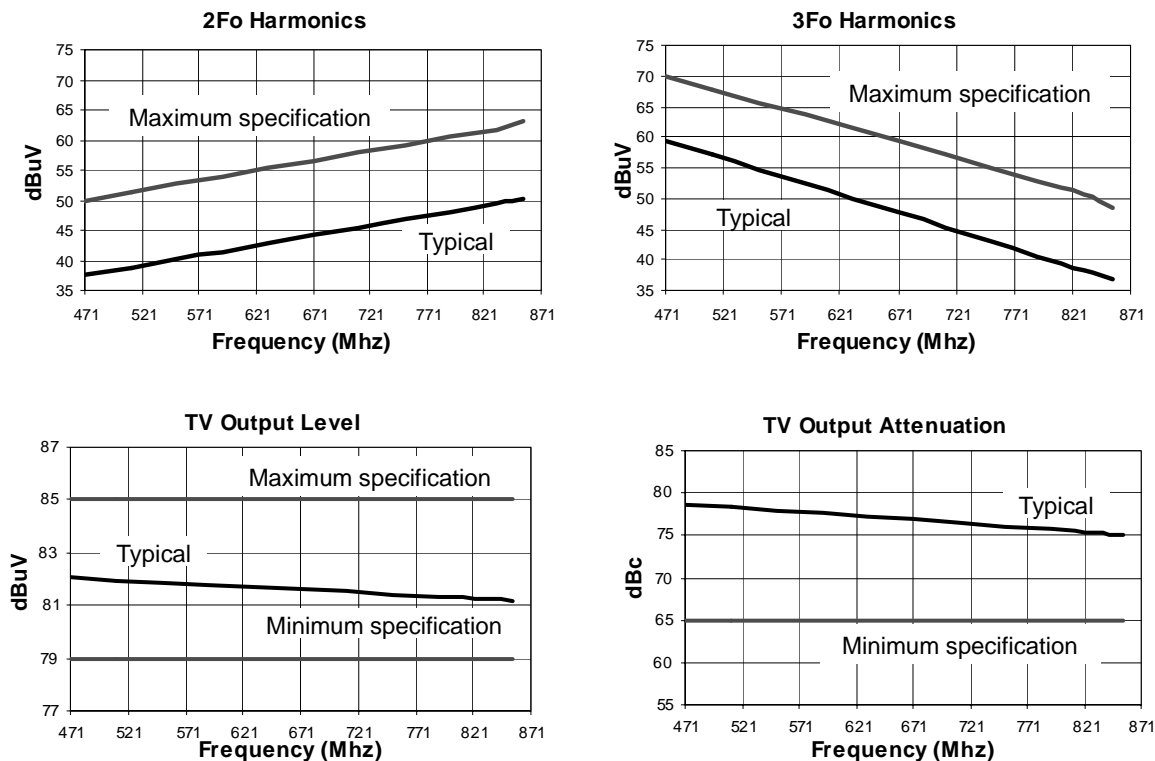 2Fo Harmonics
75
70
65
60
55
50
45
40
35
dBuV
Maximum specification
Typical
471 521 571 621 671 721 771 821 871
Frequency (Mhz)
3Fo Harmonics
75
70
65
60
55
50
45
40
35
dBuV
Maximum specification
Typical
471 521 571 621 671 721 771 821 871
Frequency (Mhz)
TV Output Level
87
85
83
81
79
77
dBuV
Maximum specification
Typical
Minimum specification
471 521 571 621 671 721 771 821 871
Frequency (Mhz)
TV Output Attenuation
85
80
75
70
65
60
55
dBc
Typical
Minimum specification
471 521 571 621 671 721 771 821 871
Frequency (Mhz)